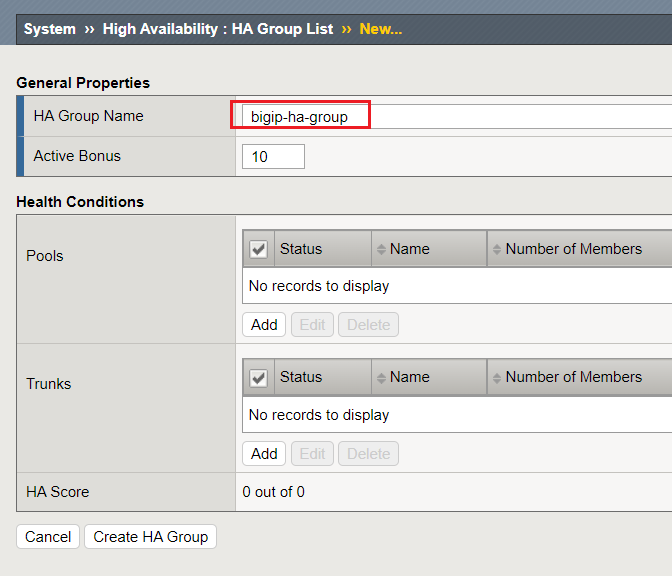 System ›› High Availability : HA Group List ›› New...
General Properties
HA Group Name bigip-ha-group
Active Bonus 10
Health Conditions
Pools
Status Name Number of Members
No records to display
Add Edit Delete
Trunks
Status Name Number of Members
No records to display
Add Edit Delete
HA Score 0 out of 0
Cancel Create HA Group